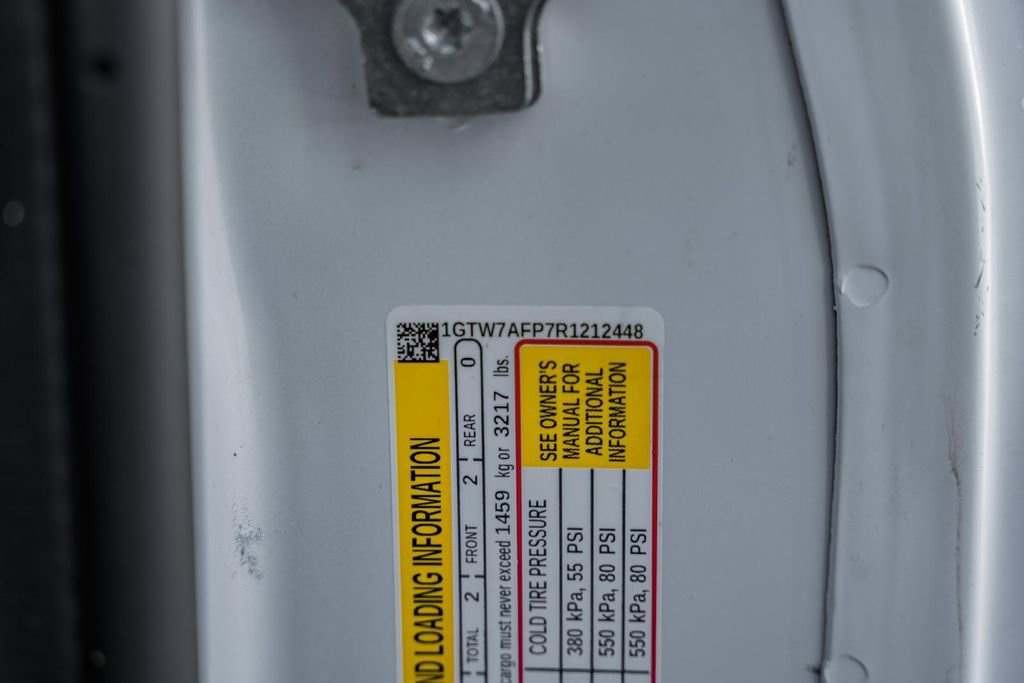 1GTW7AFP7R1212448
ND LOADING INFORMATION
TOTAL 2 FRONT 2 REAR 0
cargo must never exceed 1459 kg or 3217 lbs.
COLD TIRE PRESSURE
380 kPa, 55 PSI
550 kPa, 80 PSI
550 kPa, 80 PSI
SEE OWNER'S
MANUAL FOR
ADDITIONAL
INFORMATION